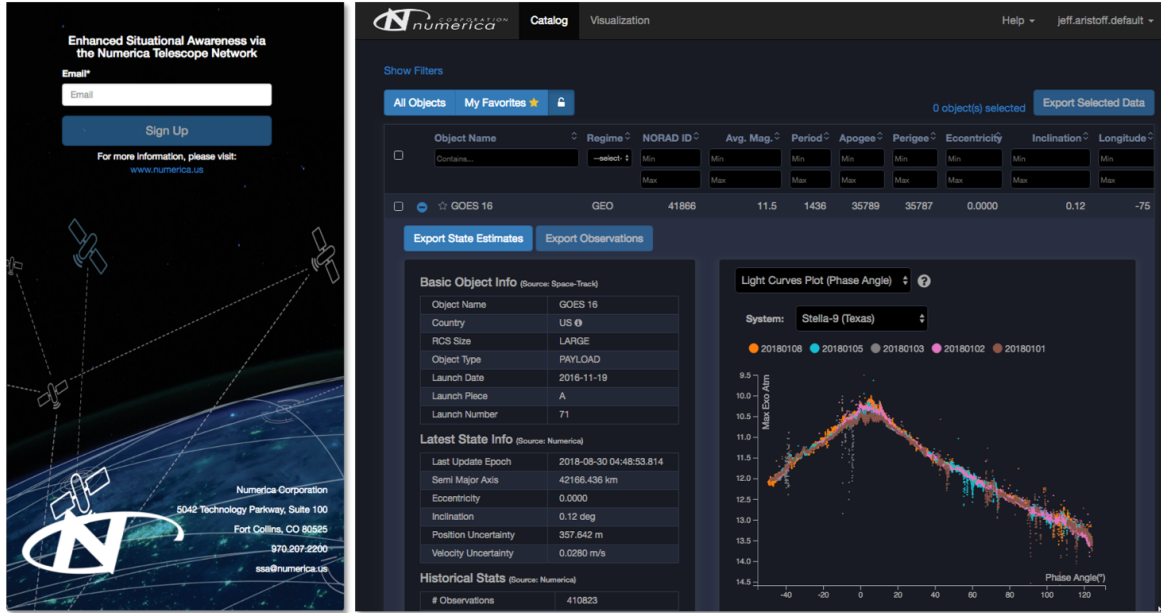 Enhanced Situational Awareness via
the Numerica Telescope Network
Email*
Email
Sign Up
For more information, please visit:
www.numerica.us
Numerica Corporation
5042 Technology Parkway, Suite 100
Fort Collins, CO 80525
970.207.2200
ssa@numerica.us
N CORPORATION numerica Catalog Visualization Help jeff.aristoff.default
Show Filters
All Objects My Favorites 0 object(s) selected Export Selected Data
Object Name Regime NORAD ID Avg. Mag. Period Apogee Perigee Eccentricity Inclination Longitude
Contains... --select- Min Min Min Min Min Min Min Min
Max Max Max Max Max Max Max Max
GOES 16 GEO 41866 11.5 1436 35789 35787 0.0000 0.12 -75
Export State Estimates Export Observations
Basic Object Info (Source: Space-Track)
Object Name GOES 16
Country US
RCS Size LARGE
Object Type PAYLOAD
Launch Date 2016-11-19
Launch Piece A
Launch Number 71
Latest State Info (Source: Numerica)
Last Update Epoch 2018-08-30 04:48:53.814
Semi Major Axis 42166.436 km
Eccentricity 0.0000
Inclination 0.12 deg
Position Uncertainty 357.642 m
Velocity Uncertainty 0.0280 m/s
Historical Stats (Source: Numerica)
# Observations 410823
Light Curves Plot (Phase Angle) ?
System: Stella-9 (Texas)
20180108 20180105 20180103 20180102 20180101
Max Exo Atm
9.5
10.0
10.5
11.0
11.5
12.0
12.5
13.0
13.5
14.0
14.5
Phase Angle(°)
-40 -20 0 20 40 60 80 100 120